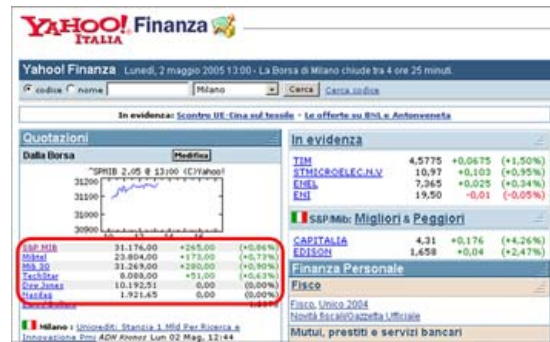 YAHOO! Finanza
ITALIA
Yahoo! Finanza Lunedì, 2 maggio 2005 13:00 - La Borsa di Milano chiude tra 4 ore 25 minuti.
codice nome Milano Cerca Cerca codice
In evidenza: Scontro UE-Cina sul tessile - Le offerte su BNL e Antonveneta
Quotazioni
Dalla Borsa Modifica
^SPMIB 2.05 @ 13:00 (C)Yahoo!
31200
31100
31000
30900
10 12 14 16
S&P MIB 31.176,00 +265,00 (+0,86%)
Mibtel 23.804,00 +173,00 (+0,73%)
Mib 30 31.269,00 +280,00 (+0,90%)
TechStar 8.088,00 +51,00 (+0,63%)
Dow Jones 10.192,51 0,00 (0,00%)
Nasdaq 1.921,65 0,00 (0,00%)
Milano: Unicredit: Stanzia 1 Mld Per Ricerca e
Innovazione Pmi ADN Kronos Lun 02 Mag, 12:44
In evidenza
TIM 4,5775 +0,0675 (+1,50%)
STMICROELEC.N.V 10,97 +0,103 (+0,95%)
ENEL 7,365 +0,025 (+0,34%)
ENI 19,50 -0,01 (-0,05%)
S&P/Mib: Migliori & Peggiori
CAPITALIA 4,31 +0,176 (+4,26%)
EDISON 1,658 +0,04 (+2,47%)
Finanza Personale
Fisco
Fisco, Unico 2004
Novità fiscali/Gazzetta Ufficiale
Mutui, prestiti e servizi bancari